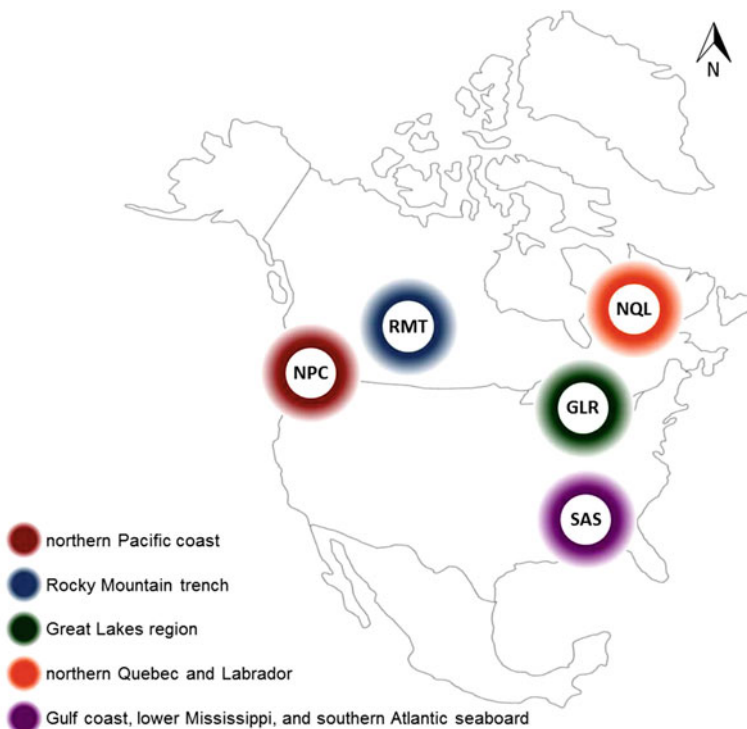 N
NQL
RMT
NPC
GLR
SAS
northern Pacific coast
Rocky Mountain trench
Great Lakes region
northern Quebec and Labrador
Gulf coast, lower Mississippi, and southern Atlantic seaboard